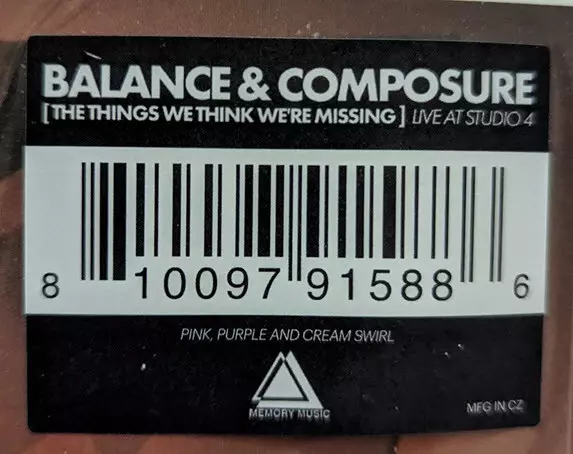 BALANCE & COMPOSURE
[THE THINGS WE THINK WE'RE MISSING] LIVE AT STUDIO 4
8 10097 91588 6
PINK, PURPLE AND CREAM SWIRL
MEMORY MUSIC
MFG IN CZ